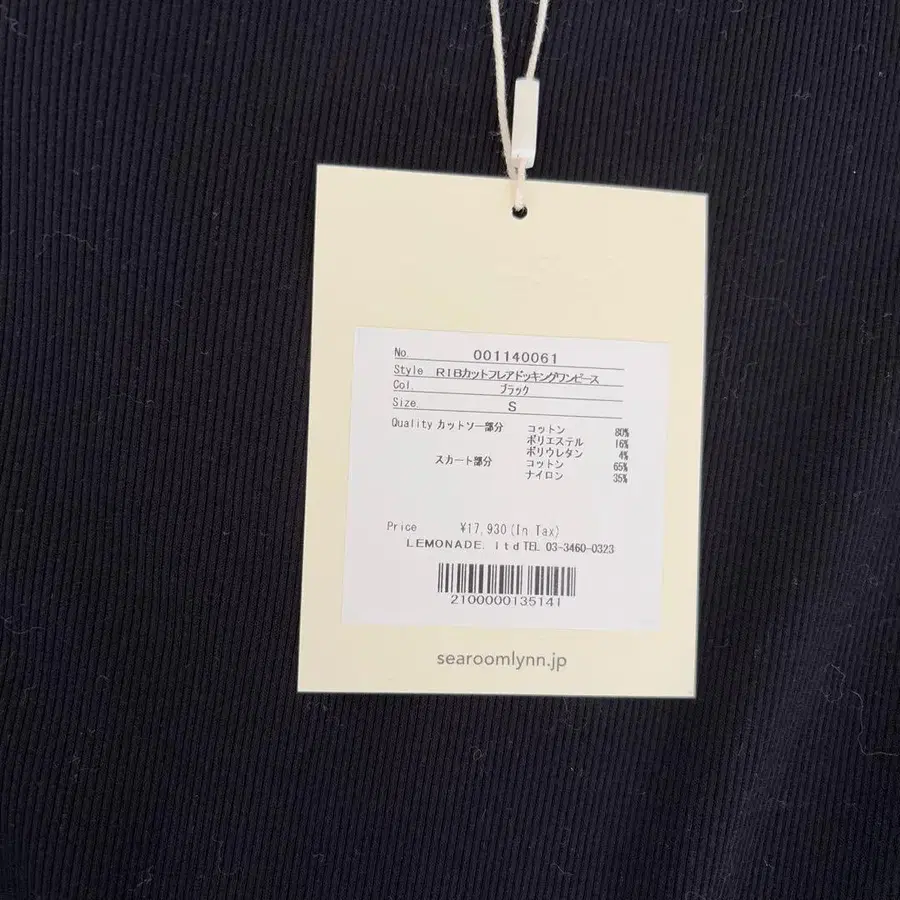 No. 001140061
Style RIBカットフレアドッキングワンピース
Col. ブラック
Size. S
Quality カットソー部分 コットン 80%
ポリエステル 16%
ポリウレタン 4%
スカート部分 コットン 65%
ナイロン 35%
Price ¥17,930(In Tax)
LEMONADE. ltd TEL 03-3460-0323
2100000135141
searoomlynn.jp